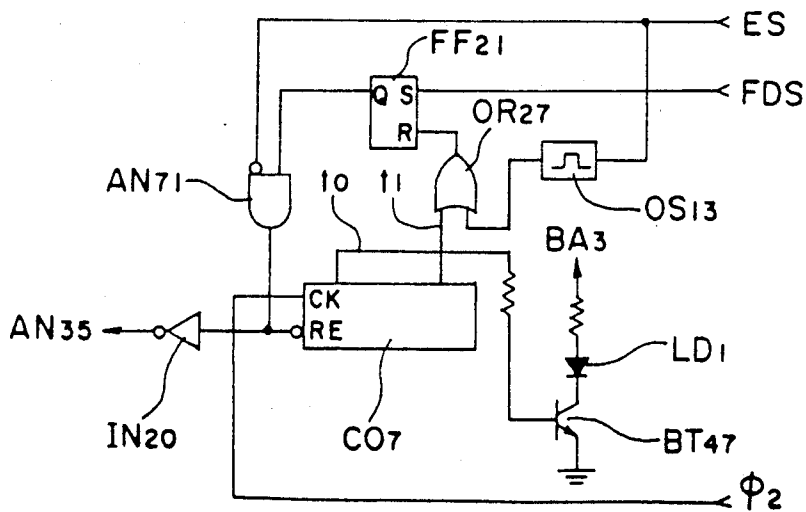 ES
FF21
Q S
FDS
OR27
R
AN71
t0
t1
OS13
BA3
CK
AN35
RE
LD1
IN20
CO7
BT47
Φ2